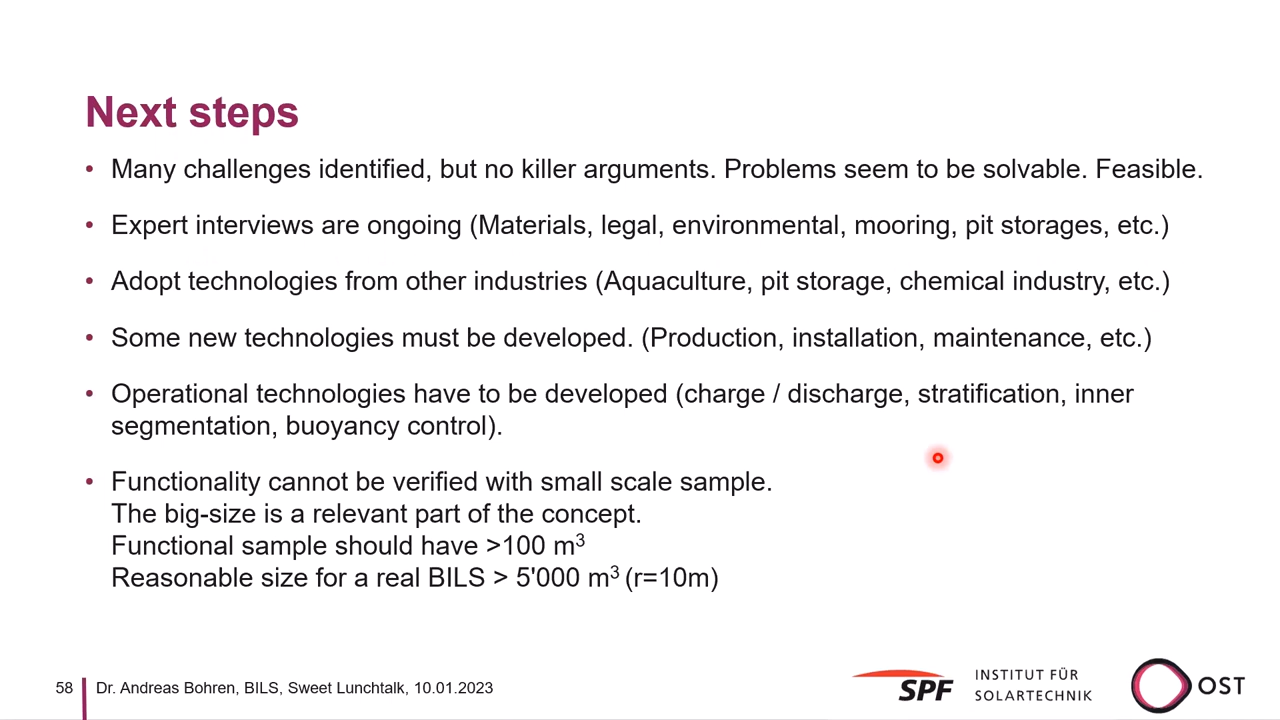 Next steps
• Many challenges identified, but no killer arguments. Problems seem to be solvable. Feasible.
• Expert interviews are ongoing (Materials, legal, environmental, mooring, pit storages, etc.)
• Adopt technologies from other industries (Aquaculture, pit storage, chemical industry, etc.)
• Some new technologies must be developed. (Production, installation, maintenance, etc.)
• Operational technologies have to be developed (charge / discharge, stratification, inner
segmentation, buoyancy control).
• Functionality cannot be verified with small scale sample.
The big-size is a relevant part of the concept.
Functional sample should have >100 m³
Reasonable size for a real BILS > 5'000 m³ (r=10m)
58 Dr. Andreas Bohren, BILS, Sweet Lunchtalk, 10.01.2023
SPF
INSTITUT FÜR
SOLARTECHNIK
OST